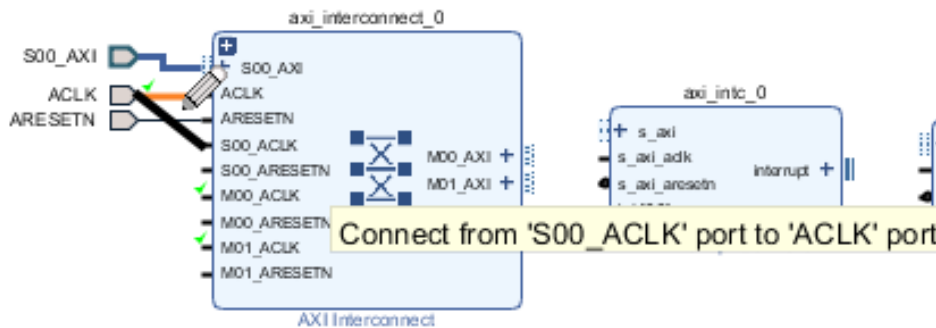 axi_interconnect_0
S00_AXI
ACLK
ARESETN
S00_AXI
ACLK
ARESETN
S00_ACLK
S00_ARESETN
M00_ACLK
M00_ARESETN
M01_ACLK
M01_ARESETN
M00_AXI
M01_AXI
AXI Interconnect
axi_intc_0
s_axi
s_axi_aclk
s_axi_aresetn
interrupt
Connect from 'S00_ACLK' port to 'ACLK' port